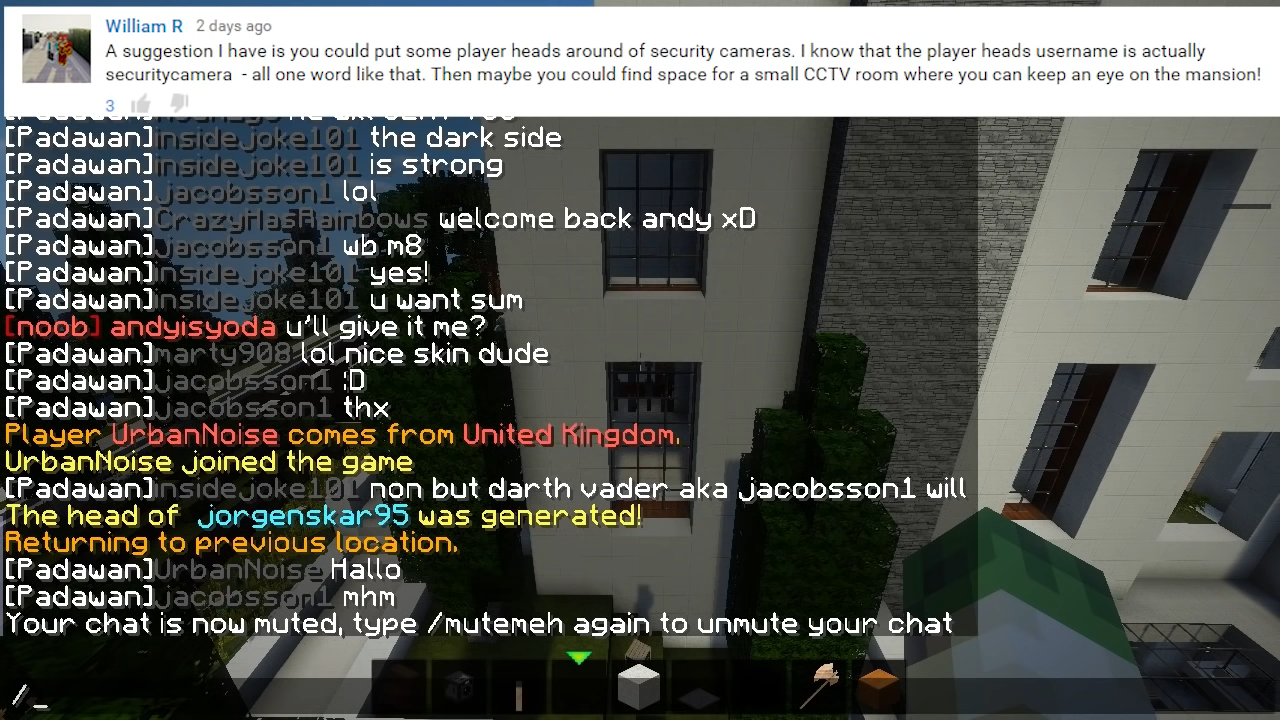 William R 2 days ago
A suggestion I have is you could put some player heads around of security cameras. I know that the player heads username is actually
securitycamera - all one word like that. Then maybe you could find space for a small CCTV room where you can keep an eye on the mansion!
3
[Padawan]insidejoke101 the dark side
[Padawan]insidejoke101 is strong
[Padawan]jacobsson1 lol
[Padawan]CrazyHasRainbows welcome back andy xD
[Padawan]jacobsson1 wb m8
[Padawan]insidejoke101 yes!
[Padawan]insidejoke101 u want sum
[noob] andyisyoda u'll give it me?
[Padawan]marty908 lol nice skin dude
[Padawan]jacobsson1 :D
[Padawan]jacobsson1 thx
Player UrbanNoise comes from United Kingdom.
UrbanNoise joined the game
[Padawan]insidejoke101 non but darth vader aka jacobsson1 will
The head of jorgenskar95 was generated!
Returning to previous location.
[Padawan]UrbanNoise Hallo
[Padawan]jacobsson1 mhm
Your chat is now muted, type /mutemeh again to unmute your chat
/_